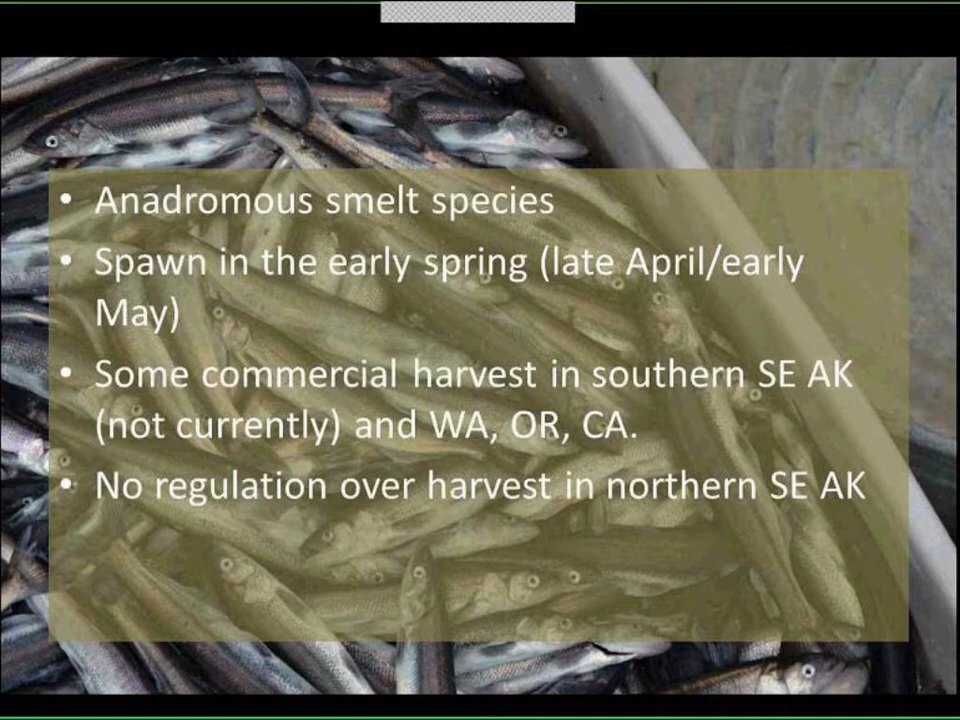 • Anadromous smelt species
• Spawn in the early spring (late April/early
May)
• Some commercial harvest in southern SE AK
(not currently) and WA, OR, CA.
• No regulation over harvest in northern SE AK